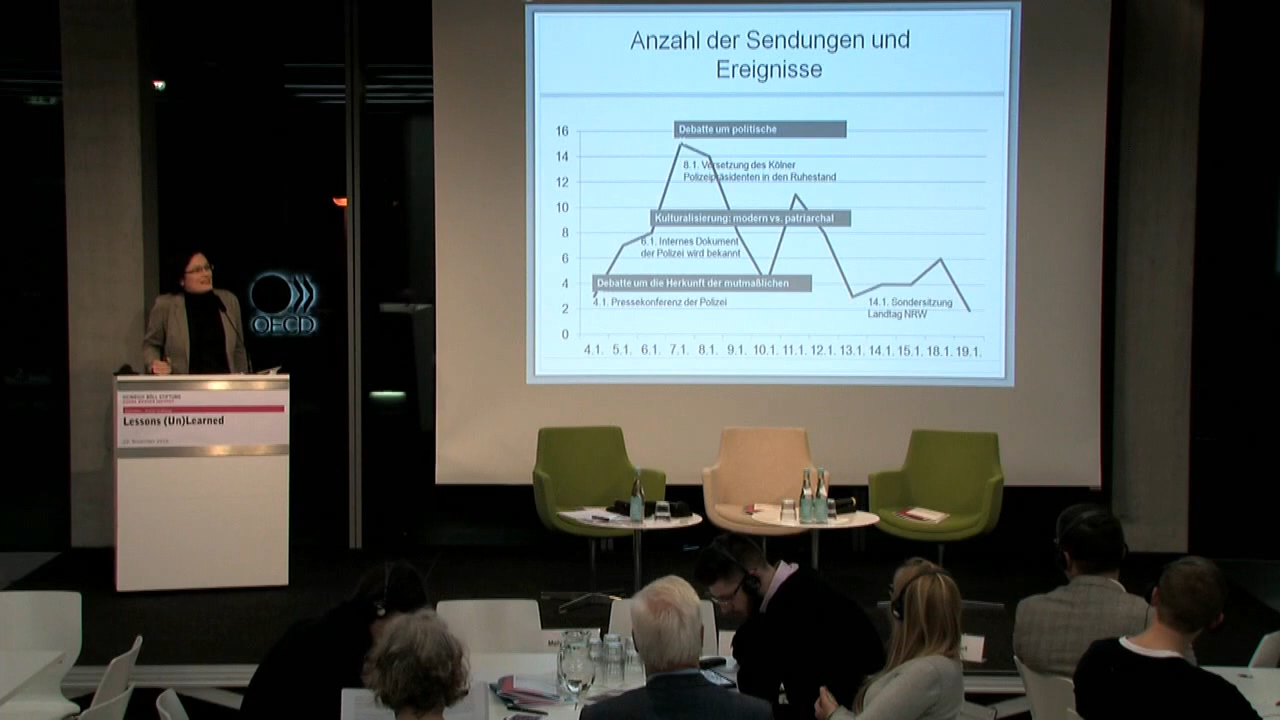 Anzahl der Sendungen und
Ereignisse
16
14
12
10
8
6
4
2
0
Debatte um politische
8.1. Versetzung des Kölner
Polizeipräsidenten in den Ruhestand
Kulturalisierung: modern vs. patriarchal
6.1. Internes Dokument
der Polizei wird bekannt
Debatte um die Herkunft der mutmaßlichen
4.1. Pressekonferenz der Polizei
14.1. Sondersitzung
Landtag NRW
4.1. 5.1. 6.1. 7.1. 8.1. 9.1. 10.1. 11.1. 12.1. 13.1. 14.1. 15.1. 18.1. 19.1.
OECD
HEINRICH BÖLL STIFTUNG
Lessons (Un)Learned